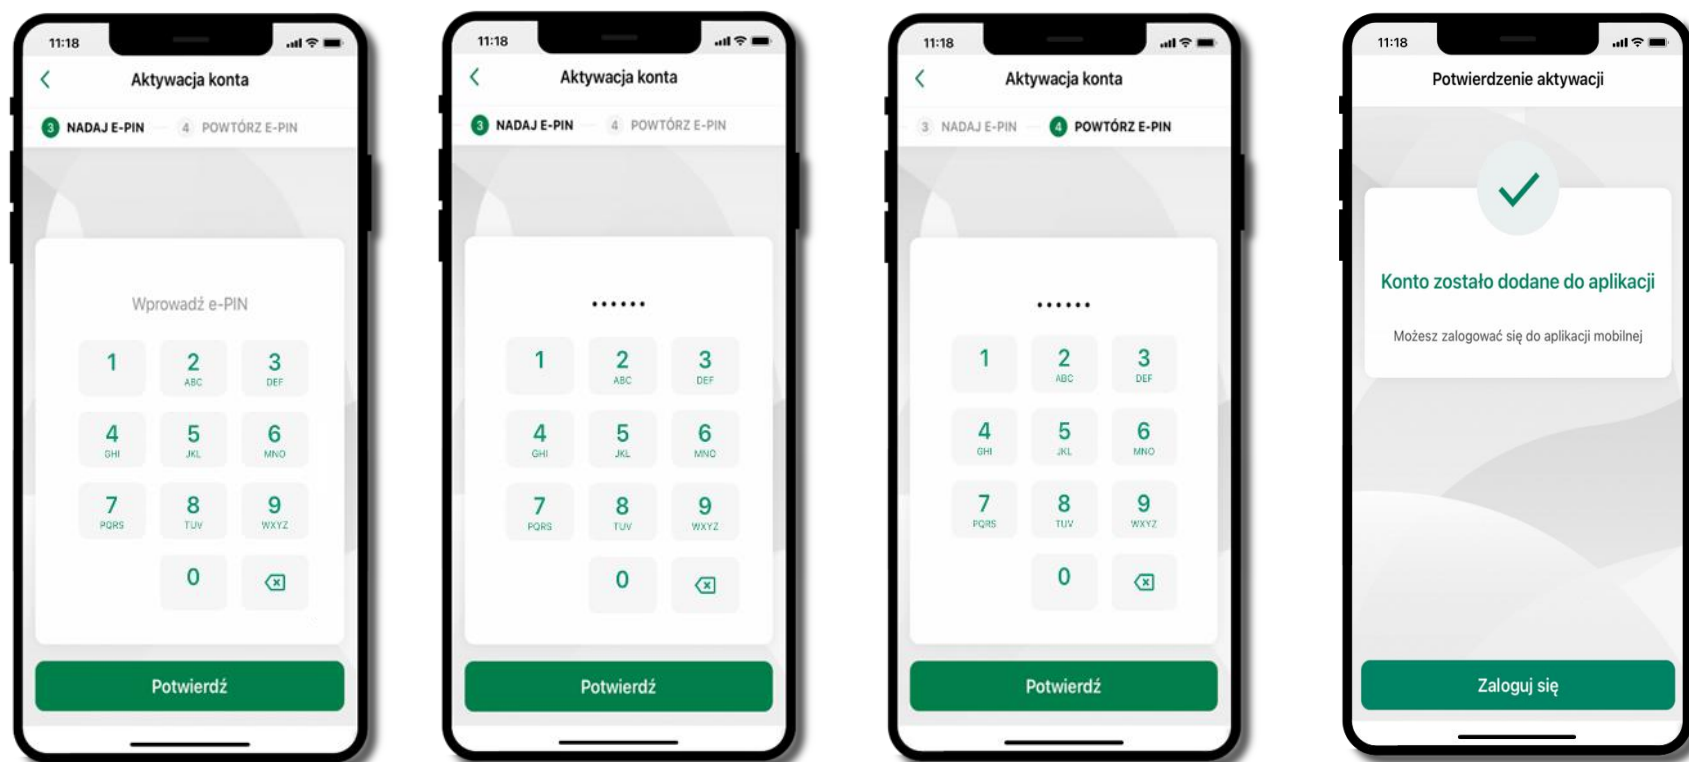 11:18
Aktywacja konta
3 NADAJ E-PIN 4 POWTÓRZ E-PIN
Wprowadź e-PIN
1 2 3
ABC DEF
4 5 6
GHI JKL MNO
7 8 9
PQRS TUV WXYZ
0
Potwierdź
11:18
Aktywacja konta
3 NADAJ E-PIN 4 POWTÓRZ E-PIN
••••••
1 2 3
ABC DEF
4 5 6
GHI JKL MNO
7 8 9
PQRS TUV WXYZ
0
Potwierdź
11:18
Aktywacja konta
3 NADAJ E-PIN 4 POWTÓRZ E-PIN
••••••
1 2 3
ABC DEF
4 5 6
GHI JKL MNO
7 8 9
PQRS TUV WXYZ
0
Potwierdź
11:18
Potwierdzenie aktywacji
Konto zostało dodane do aplikacji
Możesz zalogować się do aplikacji mobilnej
Zaloguj się